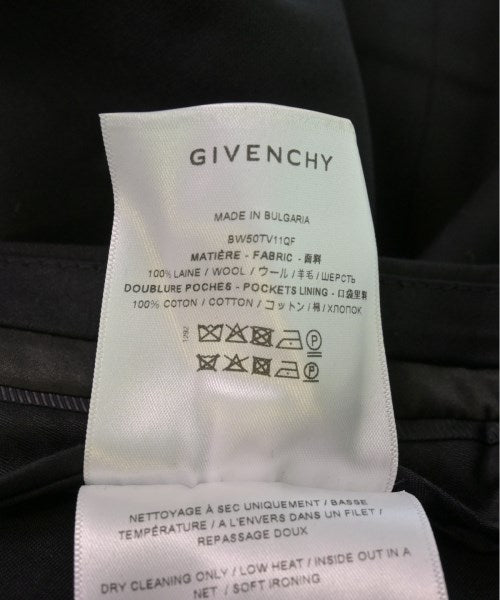 GIVENCHY
MADE IN BULGARIA
BW50TV11QF
MATIÈRE - FABRIC - 面料
100% LAINE / WOOL / ウール / 羊毛 / ШЕРСТЬ
DOUBLURE POCHES - POCKETS LINING - 口袋里料
100% COTON / COTTON / コットン / 棉 / ХЛОПОК
1292
P
P
NETTOYAGE À SEC UNIQUEMENT / BASSE
TEMPÉRATURE / A L'ENVERS DANS UN FILET /
REPASSAGE DOUX
DRY CLEANING ONLY / LOW HEAT / INSIDE OUT IN A
NET / SOFT IRONING